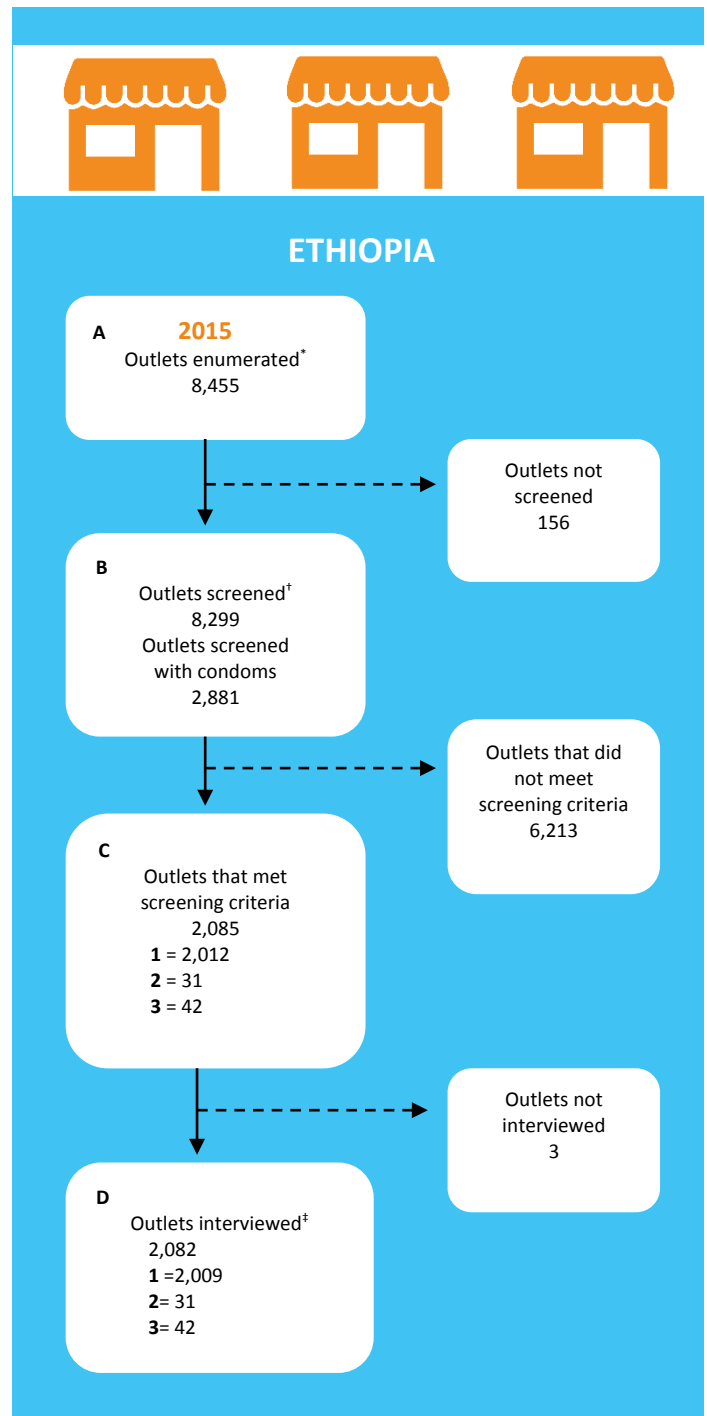 ETHIOPIA
A
2015
Outlets enumerated*
8,455
Outlets not
screened
156
B
Outlets screened†
8,299
Outlets screened
with condoms
2,881
Outlets that did
not meet
screening criteria
6,213
C
Outlets that met
screening criteria
2,085
1 = 2,012
2 = 31
3 = 42
Outlets not
interviewed
3
D
Outlets interviewed‡
2,082
1 =2,009
2= 31
3= 42